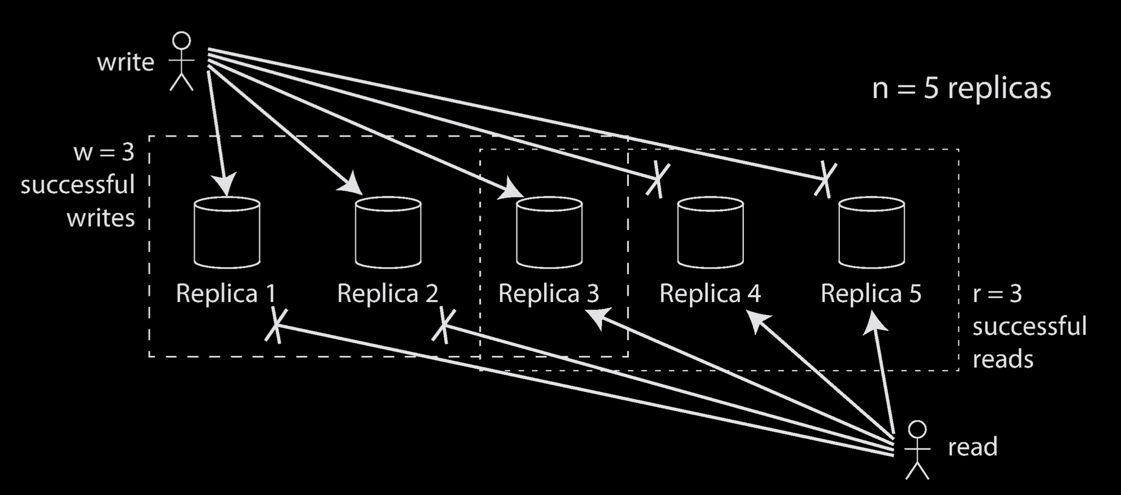 write
n = 5 replicas
w = 3
successful
writes
Replica 1
Replica 2
Replica 3
Replica 4
Replica 5
r = 3
successful
reads
read